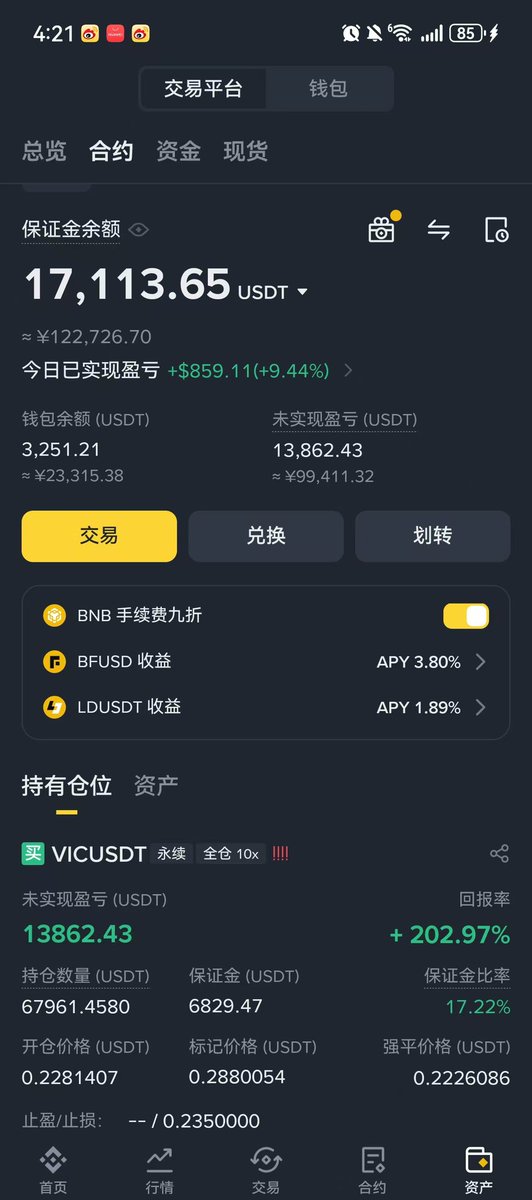 4:21
6
85
交易平台 钱包
总览 合约 资金 现货
保证金余额
17,113.65 USDT
≈ ¥122,726.70
今日已实现盈亏 +$859.11(+9.44%)
钱包余额 (USDT) 未实现盈亏 (USDT)
3,251.21 13,862.43
≈ ¥23,315.38 ≈ ¥99,411.32
交易 兑换 划转
BNB 手续费九折
BFUSD 收益 APY 3.80%
LDUSDT 收益 APY 1.89%
持有仓位 资产
买 VICUSDT 永续 全仓 10x !!!!
未实现盈亏 (USDT) 回报率
13862.43 + 202.97%
持仓数量 (USDT) 保证金 (USDT) 保证金比率
67961.4580 6829.47 17.22%
开仓价格 (USDT) 标记价格 (USDT) 强平价格 (USDT)
0.2281407 0.2880054 0.2226086
止盈/止损： -- / 0.2350000
首页 行情 交易 合约 资产